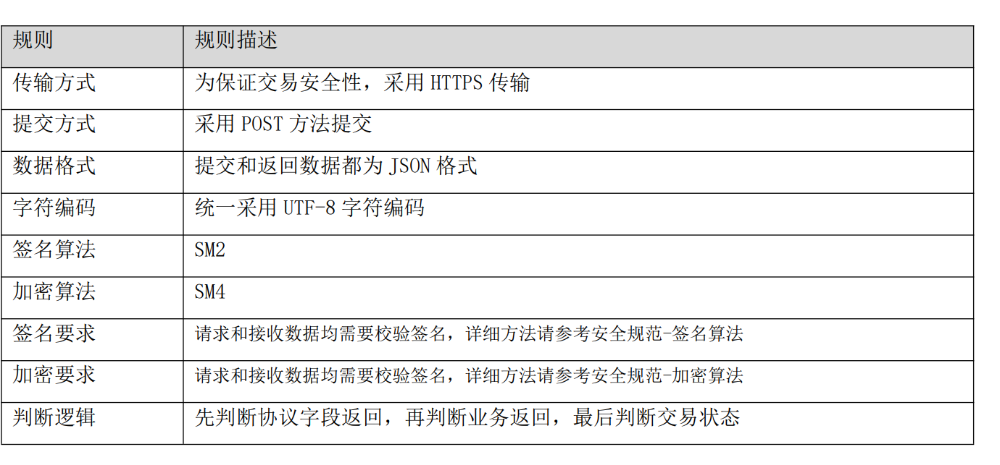 规则 规则描述
传输方式 为保证交易安全性，采用 HTTPS 传输
提交方式 采用 POST 方法提交
数据格式 提交和返回数据都为 JSON 格式
字符编码 统一采用 UTF-8 字符编码
签名算法 SM2
加密算法 SM4
签名要求 请求和接收数据均需要校验签名，详细方法请参考安全规范-签名算法
加密要求 请求和接收数据均需要校验签名，详细方法请参考安全规范-加密算法
判断逻辑 先判断协议字段返回，再判断业务返回，最后判断交易状态